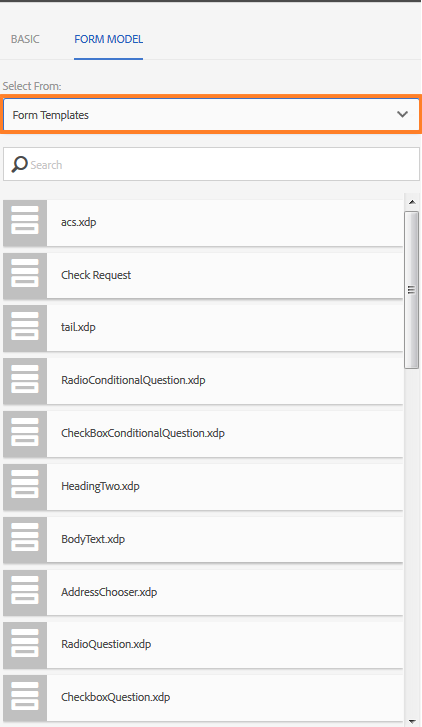 BASIC FORM MODEL
Select From:
Form Templates
Search
acs.xdp
Check Request
tail.xdp
RadioConditionalQuestion.xdp
CheckBoxConditionalQuestion.xdp
HeadingTwo.xdp
BodyText.xdp
AddressChooser.xdp
RadioQuestion.xdp
CheckboxQuestion.xdp